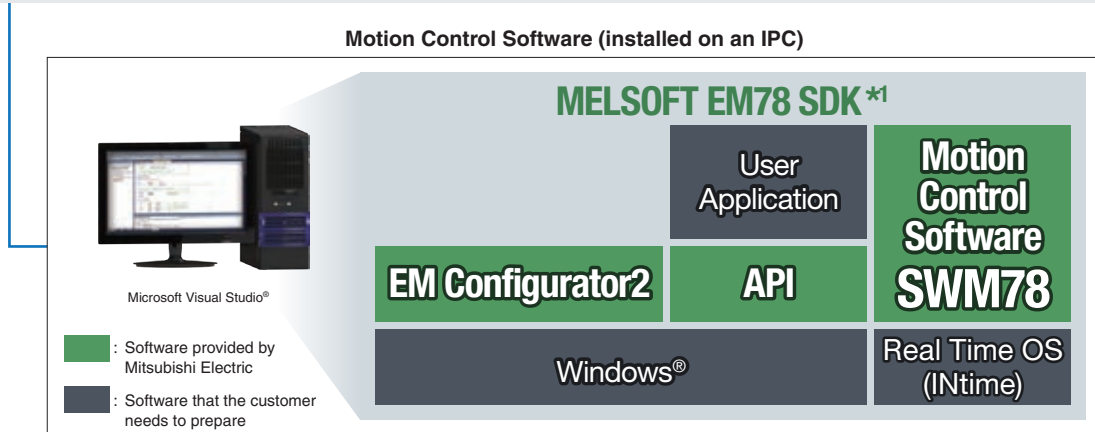 Motion Control Software (installed on an IPC)
MELSOFT EM78 SDK *1
User
Application
Motion
Control
Software
SWM78
EM Configurator2
API
Microsoft Visual Studio®
Windows®
Real Time OS
(INtime)
: Software provided by
Mitsubishi Electric
: Software that the customer
needs to prepare